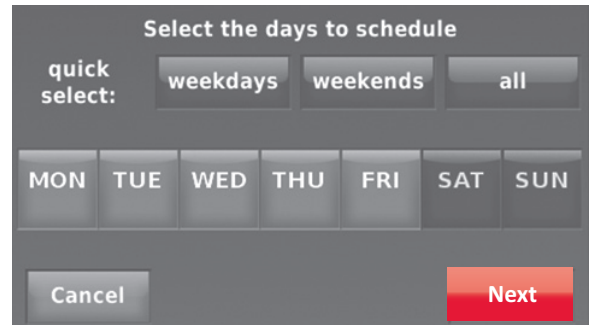 Select the days to schedule
quick select:
weekdays weekends all
MON TUE WED THU FRI SAT SUN
Cancel Next